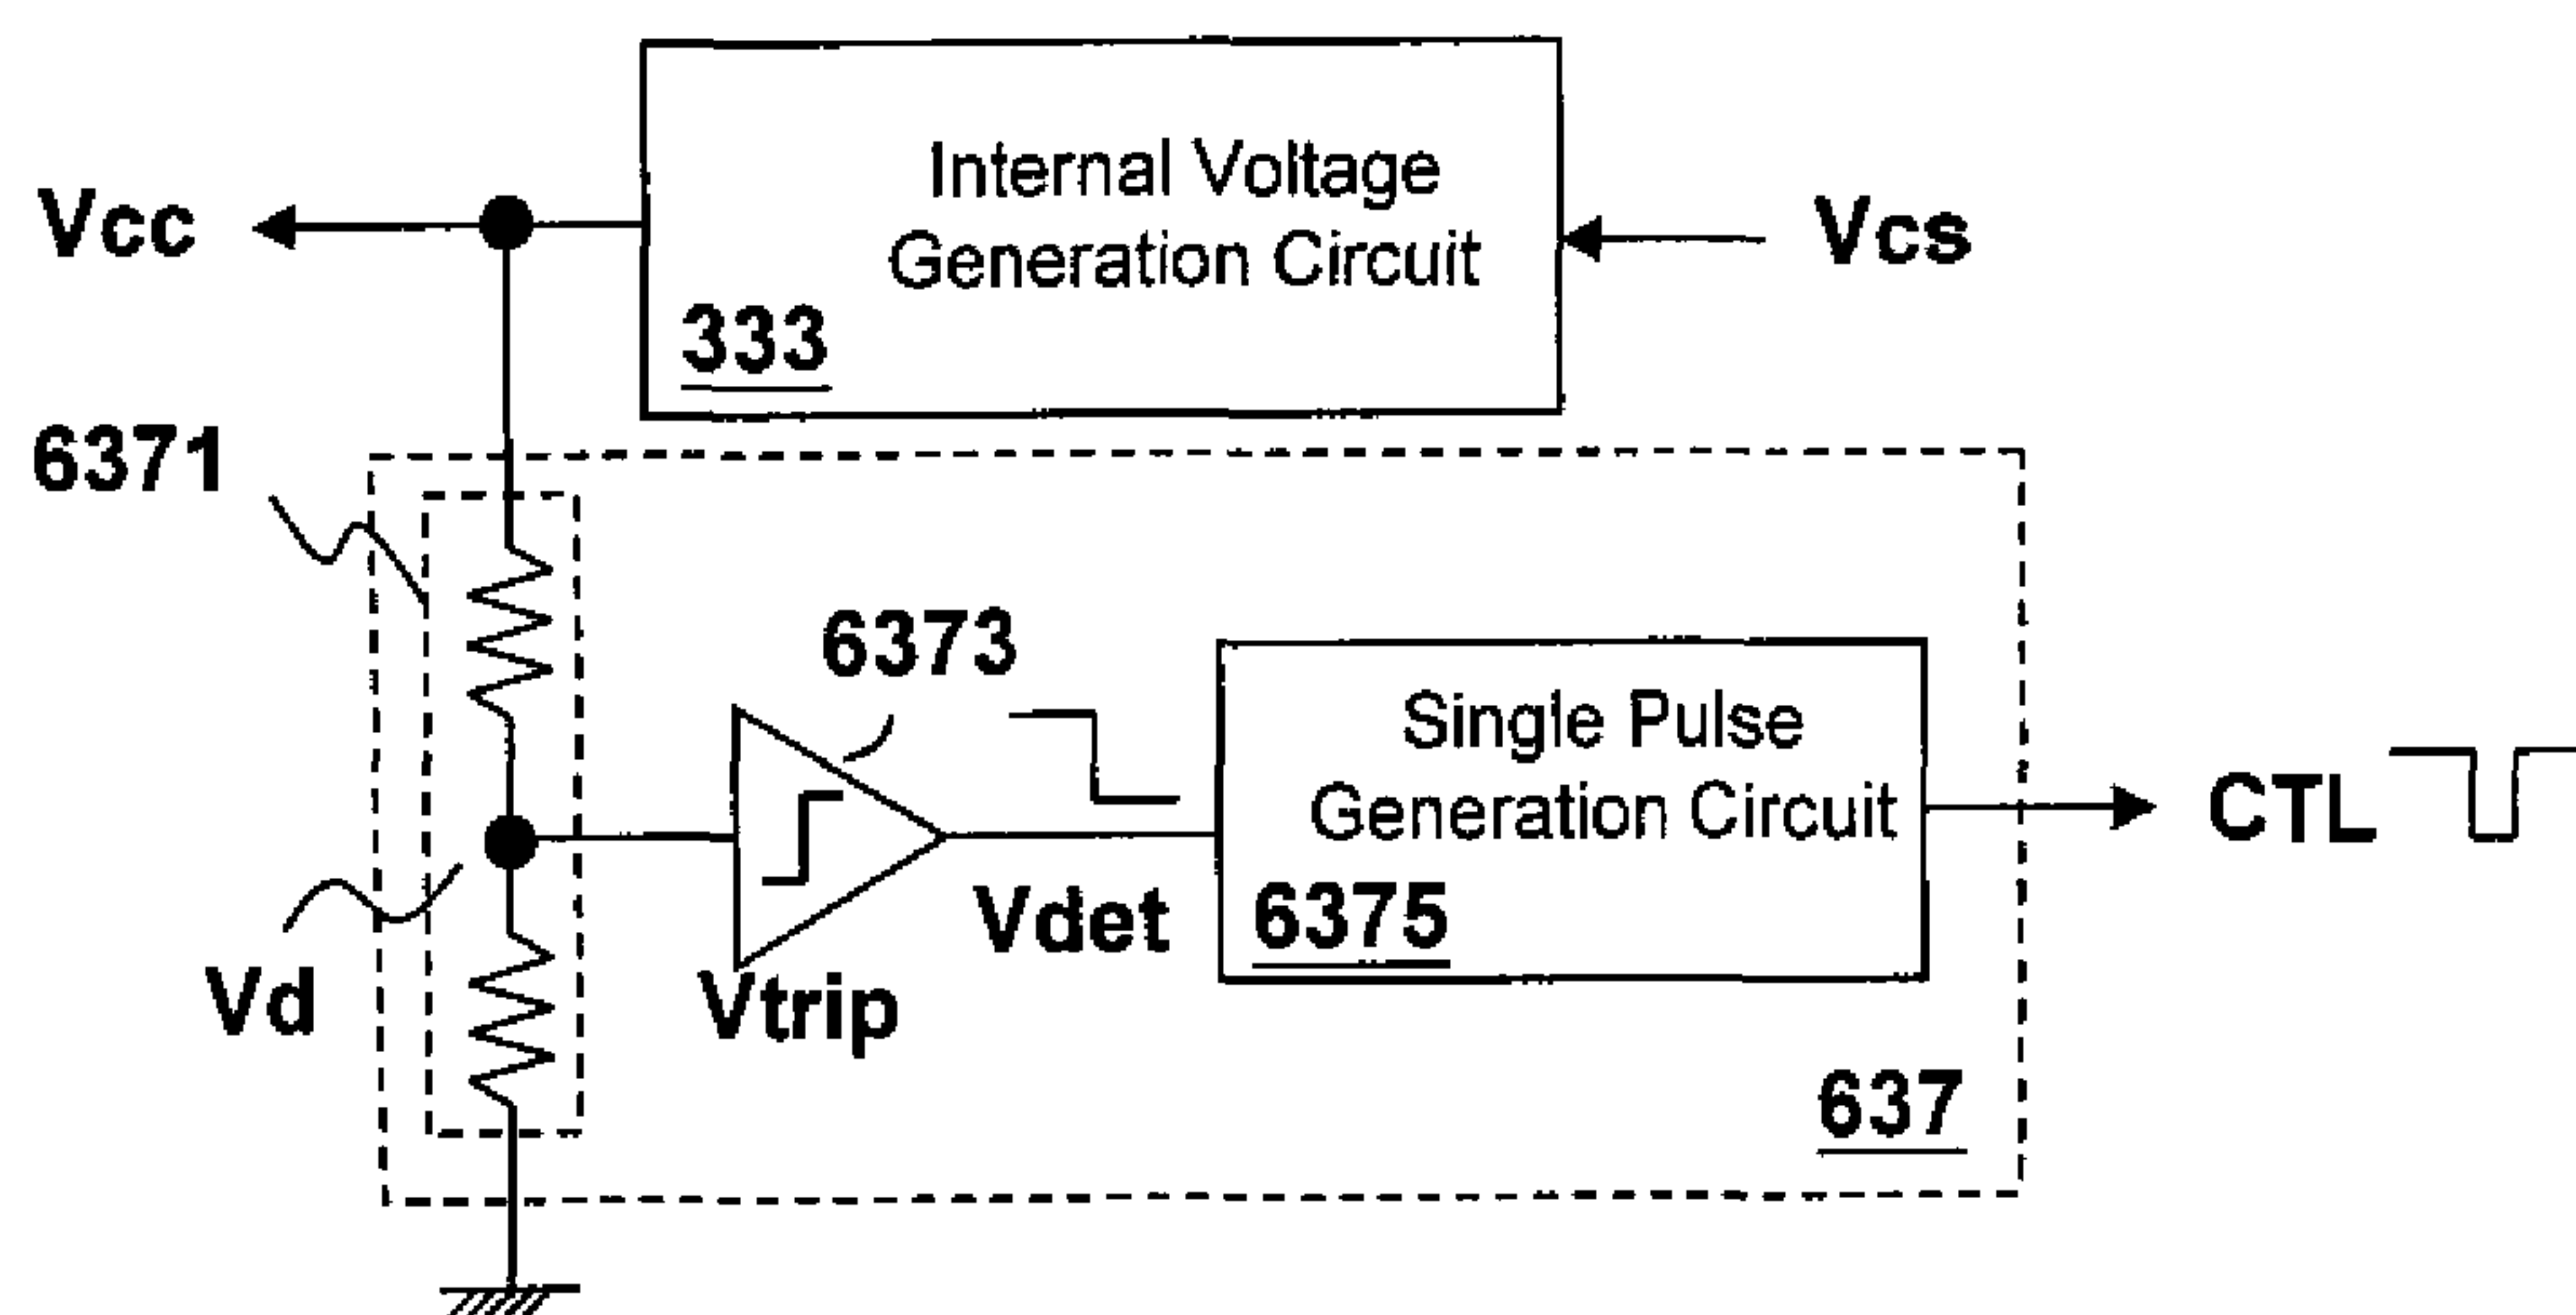 Internal Voltage
Generation Circuit
333
Vcc
Vcs
6371
6373
Single Pulse
Generation Circuit
6375
CTL
Vdet
Vd
Vtrip
637